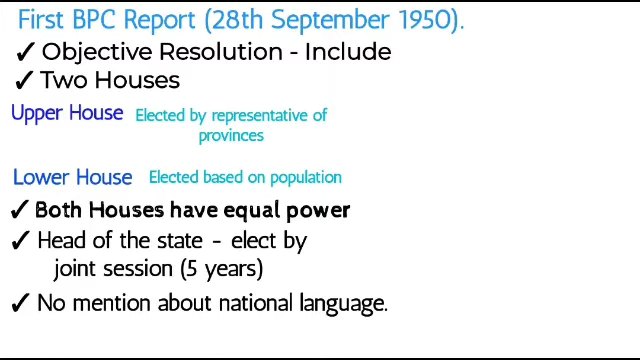 First BPC Report (28th September 1950).
✓ Objective Resolution - Include
✓ Two Houses
Upper House Elected by representative of
provinces
Lower House Elected based on population
✓ Both Houses have equal power
✓ Head of the state - elect by
joint session (5 years)
✓ No mention about national language.